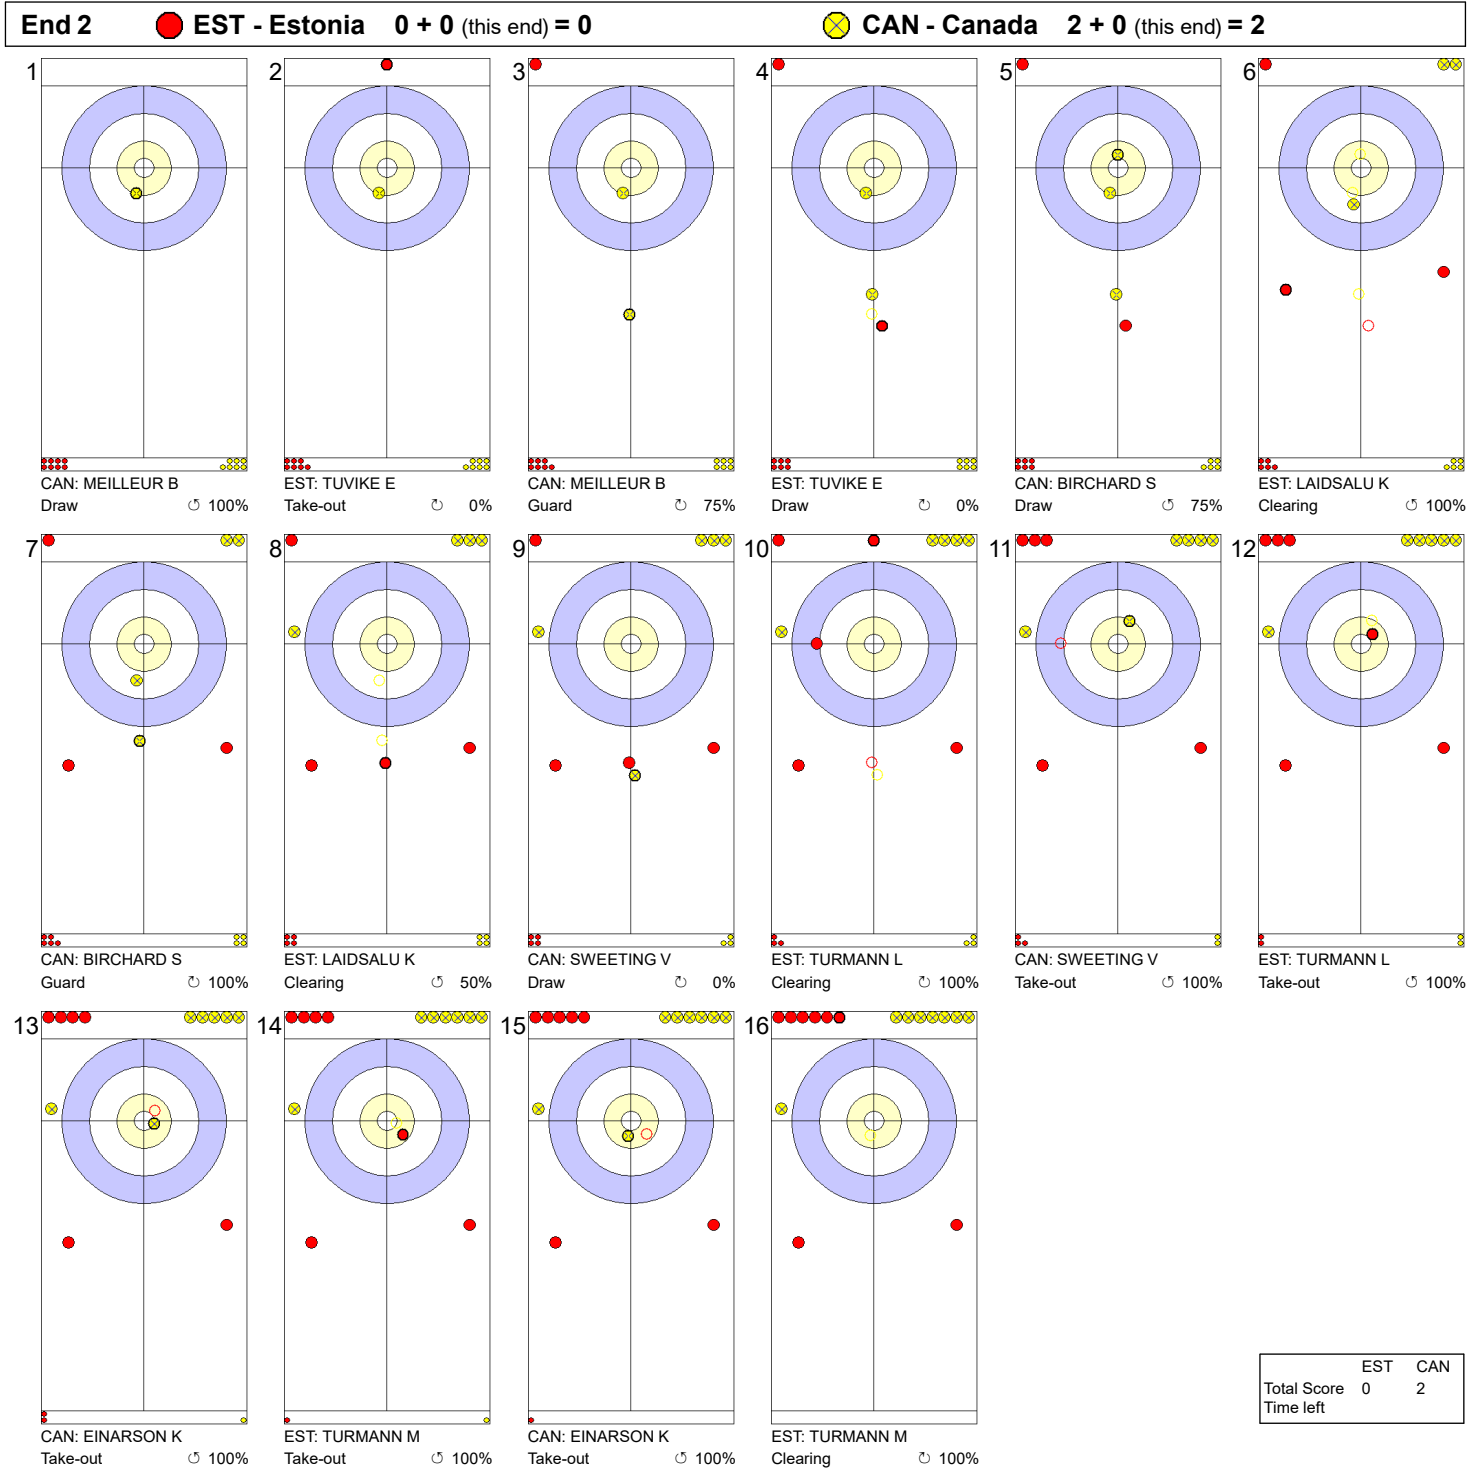 End 2 EST - Estonia 0 + 0 (this end) = 0 CAN - Canada 2 + 0 (this end) = 2
1 2 3 4 5 6
CAN: MEILLEUR B EST: TUVIKE E CAN: MEILLEUR B EST: TUVIKE E CAN: BIRCHARD S EST: LAIDSALU K
Draw ↺ 100% Take-out ↻ 0% Guard ↻ 75% Draw ↻ 0% Draw ↺ 75% Clearing ↺ 100%
7 8 9 10 11 12
CAN: BIRCHARD S EST: LAIDSALU K CAN: SWEETING V EST: TURMANN L CAN: SWEETING V EST: TURMANN L
Guard ↻ 100% Clearing ↺ 50% Draw ↻ 0% Clearing ↻ 100% Take-out ↻ 100% Take-out ↻ 100%
13 14 15 16
CAN: EINARSON K EST: TURMANN M CAN: EINARSON K EST: TURMANN M
Take-out ↺ 100% Take-out ↺ 100% Take-out ↺ 100% Clearing ↺ 100%
EST CAN
Total Score 0 2
Time left